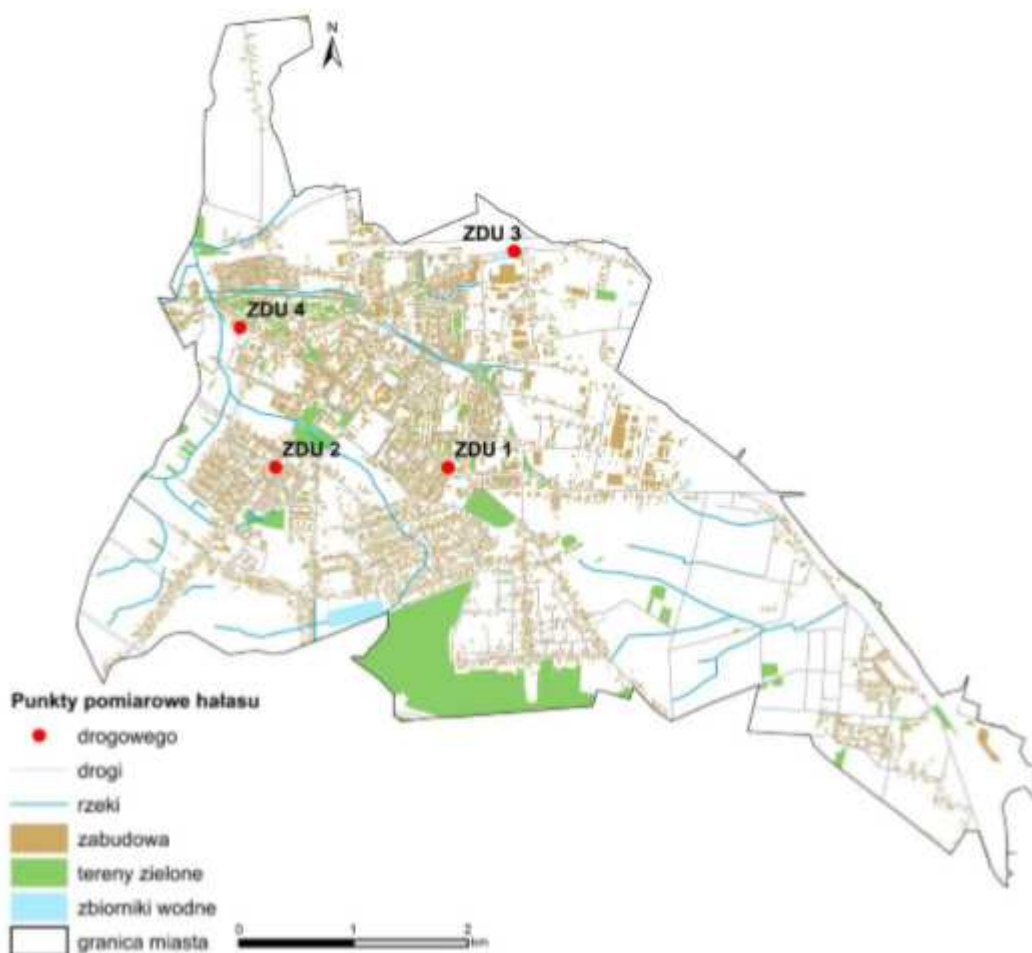 N
ZDU 3
ZDU 4
ZDU 2
ZDU 1
Punkty pomiarowe hałasu
drogowego
drogi
rzeki
zabudowa
tereny zielone
zbiorniki wodne
granica miasta
0 1 2
km